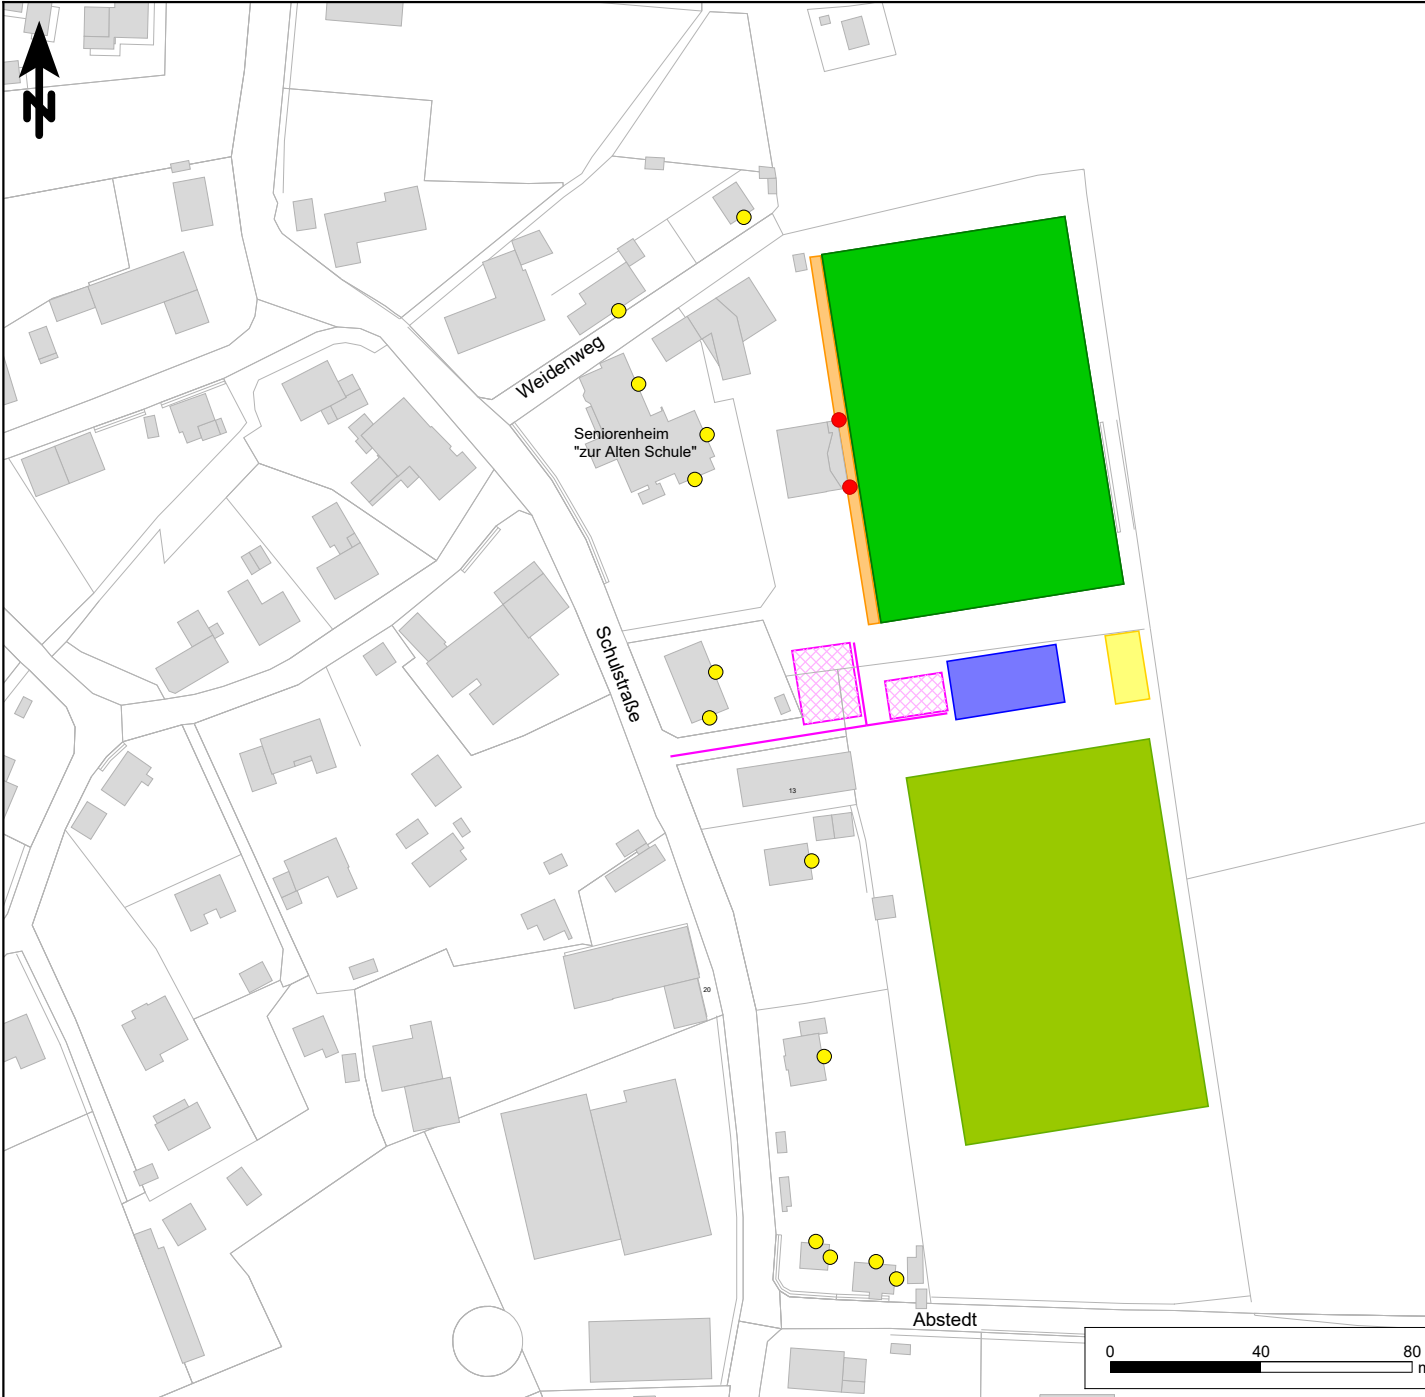 N
Weidenweg
Seniorenheim
"zur Alten Schule"
Schulstraße
13
20
Abstedt
0 40 80